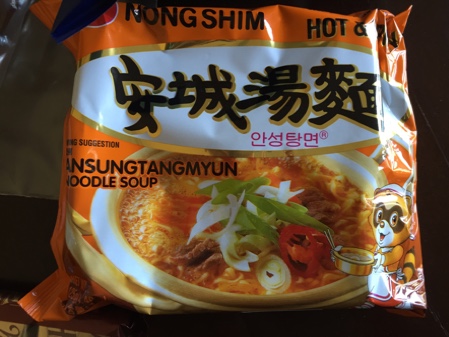 NONG SHIM
HOT &
安城湯麵
안성탕면®
SUGGESTION
ANSUNGTANGMYUN
NOODLE SOUP